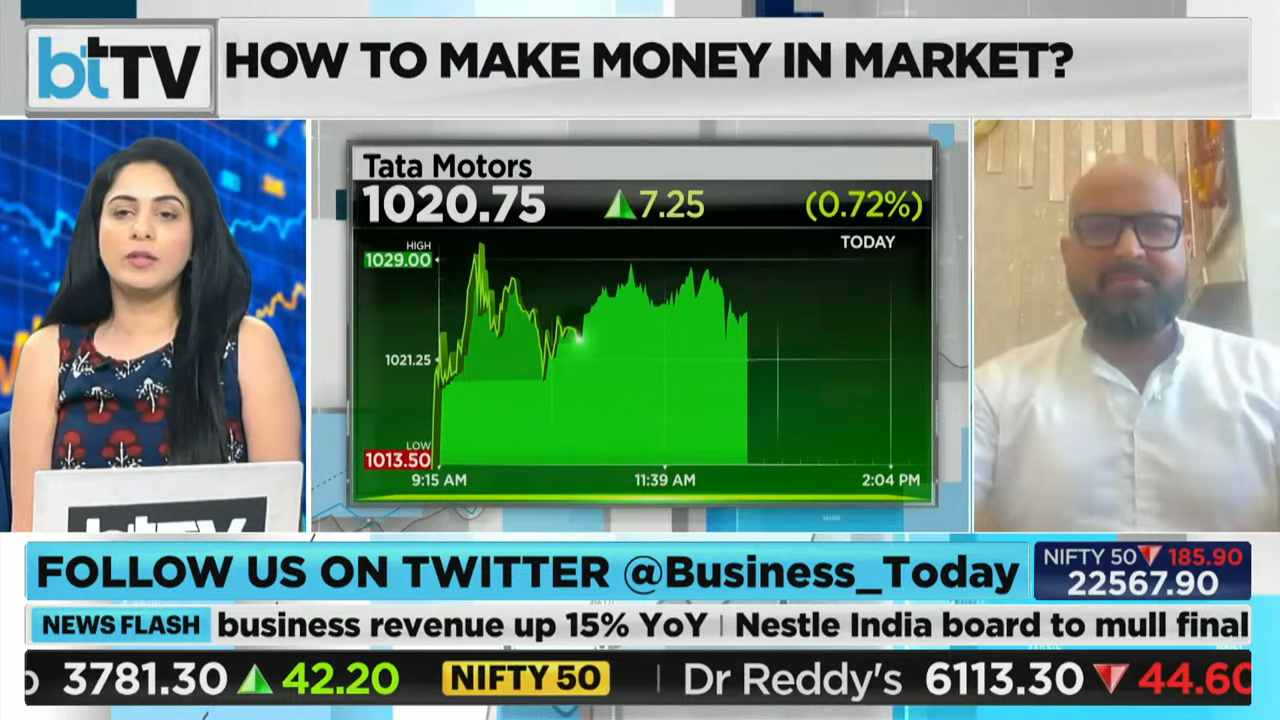 btTV
HOW TO MAKE MONEY IN MARKET?
Tata Motors
1020.75 7.25 (0.72%)
TODAY
HIGH
1029.00
1021.25
LOW
1013.50
9:15 AM 11:39 AM 2:04 PM
btTV
FOLLOW US ON TWITTER @Business_Today
NIFTY 50 185.90
22567.90
NEWS FLASH business revenue up 15% YoY | Nestle India board to mull final
3781.30 42.20 NIFTY 50 | Dr Reddy's 6113.30 44.60